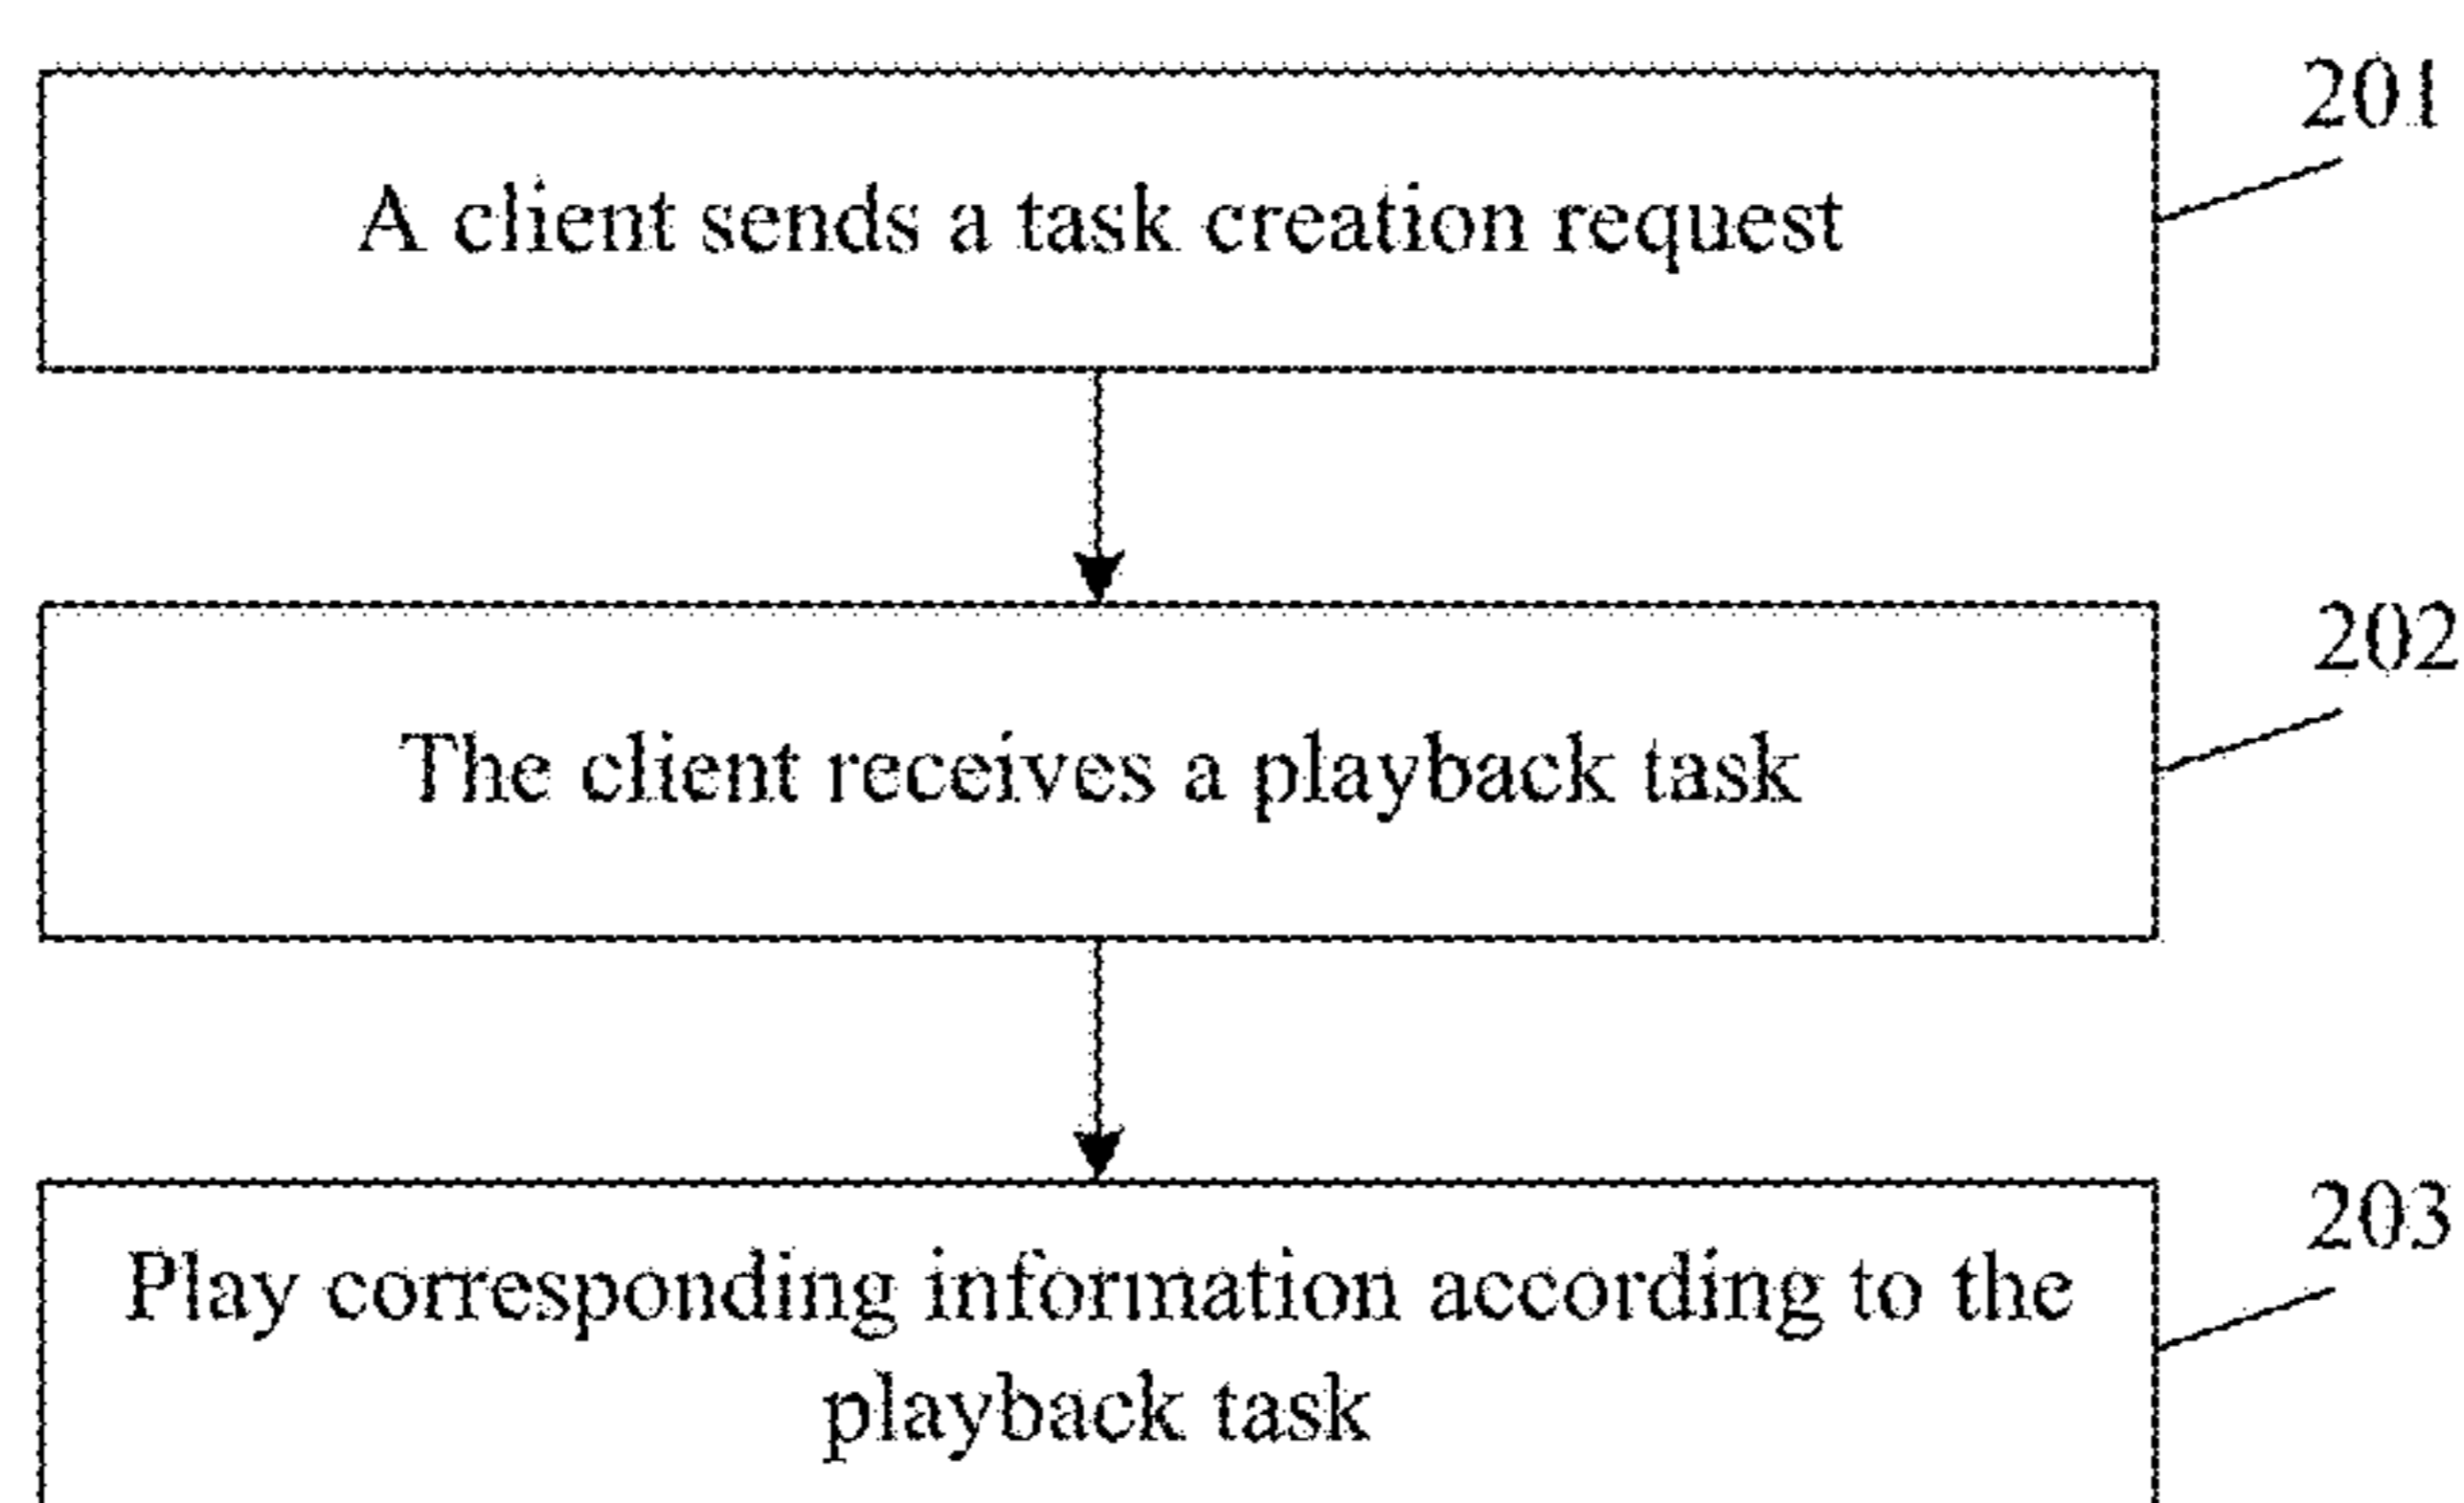 201
A client sends a task creation request
202
The client receives a playback task
203
Play corresponding information according to the
playback task